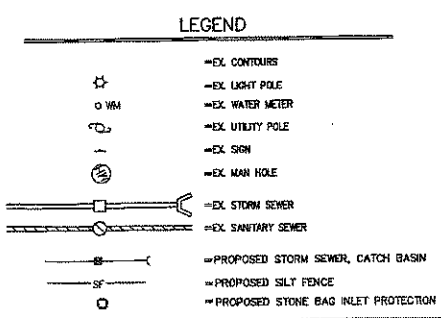 LEGEND
=EX. CONTOURS
=EX. LIGHT POLE
WM =EX. WATER METER
=EX. UTILITY POLE
=EX. SIGN
=EX. MAN HOLE
=EX. STORM SEWER
=EX. SANITARY SEWER
=PROPOSED STORM SEWER, CATCH BASIN
SF =PROPOSED SILT FENCE
=PROPOSED STONE BAG INLET PROTECTION